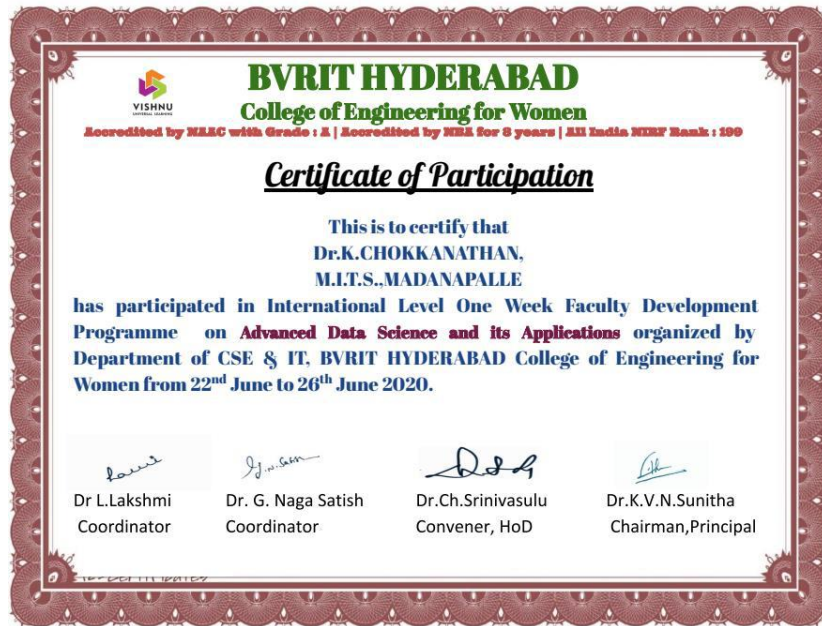 VISHNU
UNIVERSAL LEARNING
BVRIT HYDERABAD
College of Engineering for Women
Accredited by NAAC with Grade : A | Accredited by NBA for 3 years | All India NIRF Rank : 199
Certificate of Participation
This is to certify that
Dr.K.CHOKKANATHAN,
M.I.T.S.,MADANAPALLE
has participated in International Level One Week Faculty Development
Programme on Advanced Data Science and its Applications organized by
Department of CSE & IT, BVRIT HYDERABAD College of Engineering for
Women from 22nd June to 26th June 2020.
G.N.Satish
Dr L.Lakshmi Dr. G. Naga Satish Dr.Ch.Srinivasulu Dr.K.V.N.Sunitha
Coordinator Coordinator Convener, HoD Chairman,Principal